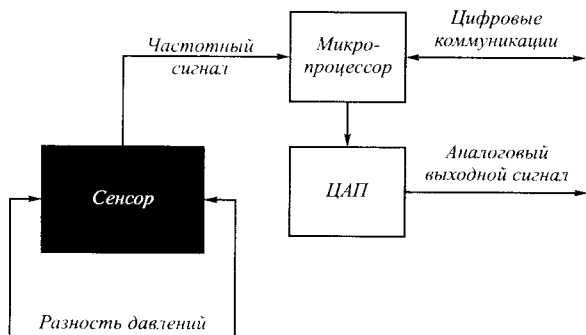 Частотный
сигнал
Микро-
процессор
Цифровые
коммуникации
Сенсор
ЦАП
Аналоговый
выходной сигнал
Разность давлений